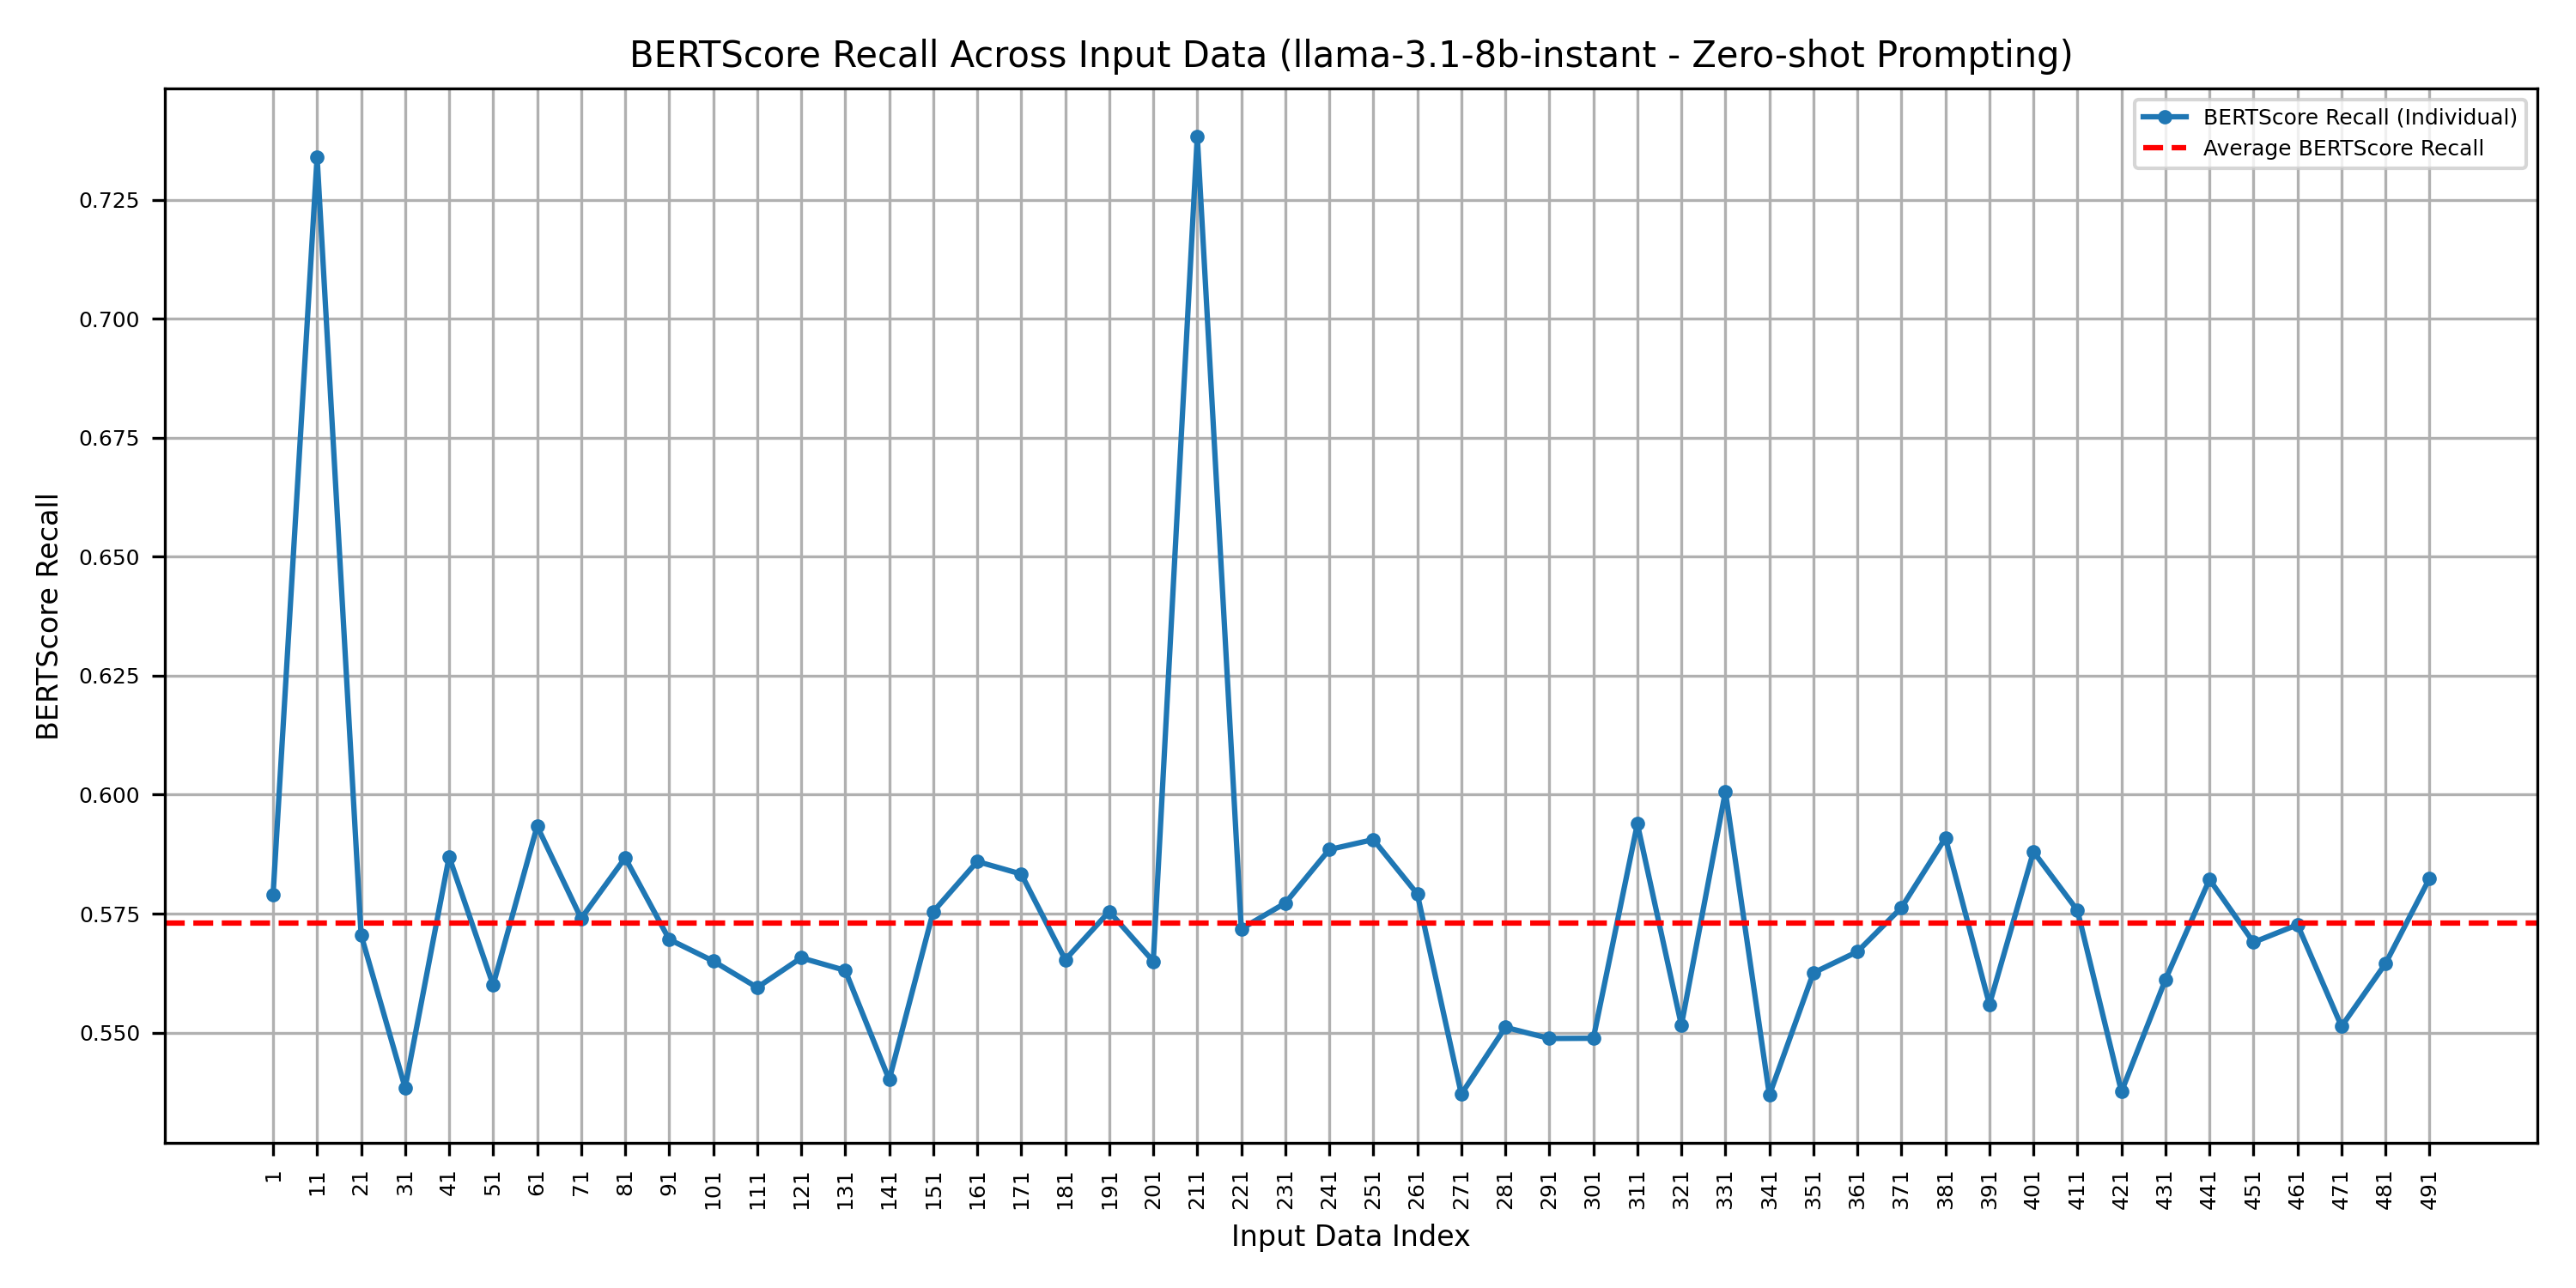 BERTScore Recall Across Input Data (llama-3.1-8b-instant - Zero-shot Prompting)
BERTScore Recall (Individual)
Average BERTScore Recall
BERTScore Recall
0.725
0.700
0.675
0.650
0.625
0.600
0.575
0.550
1 11 21 31 41 51 61 71 81 91 101 111 121 131 141 151 161 171 181 191 201 211 221 231 241 251 261 271 281 291 301 311 321 331 341 351 361 371 381 391 401 411 421 431 441 451 461 471 481 491
Input Data Index